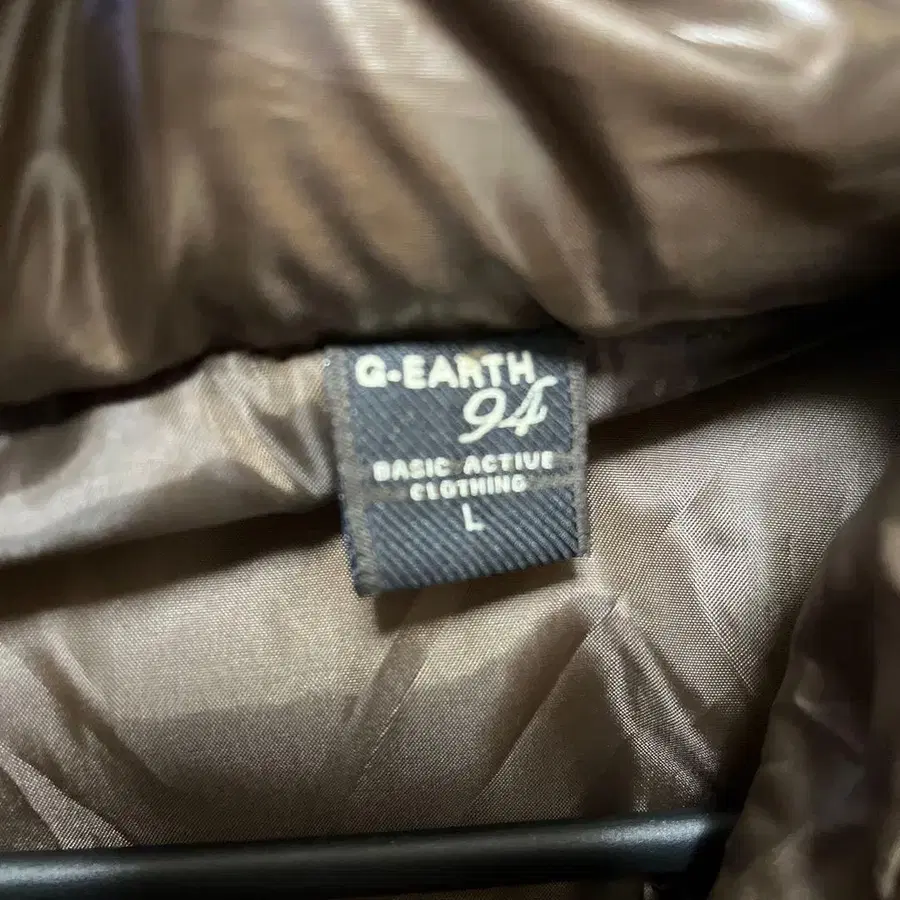 G-EARTH
94
BASIC ACTIVE
CLOTHING
L